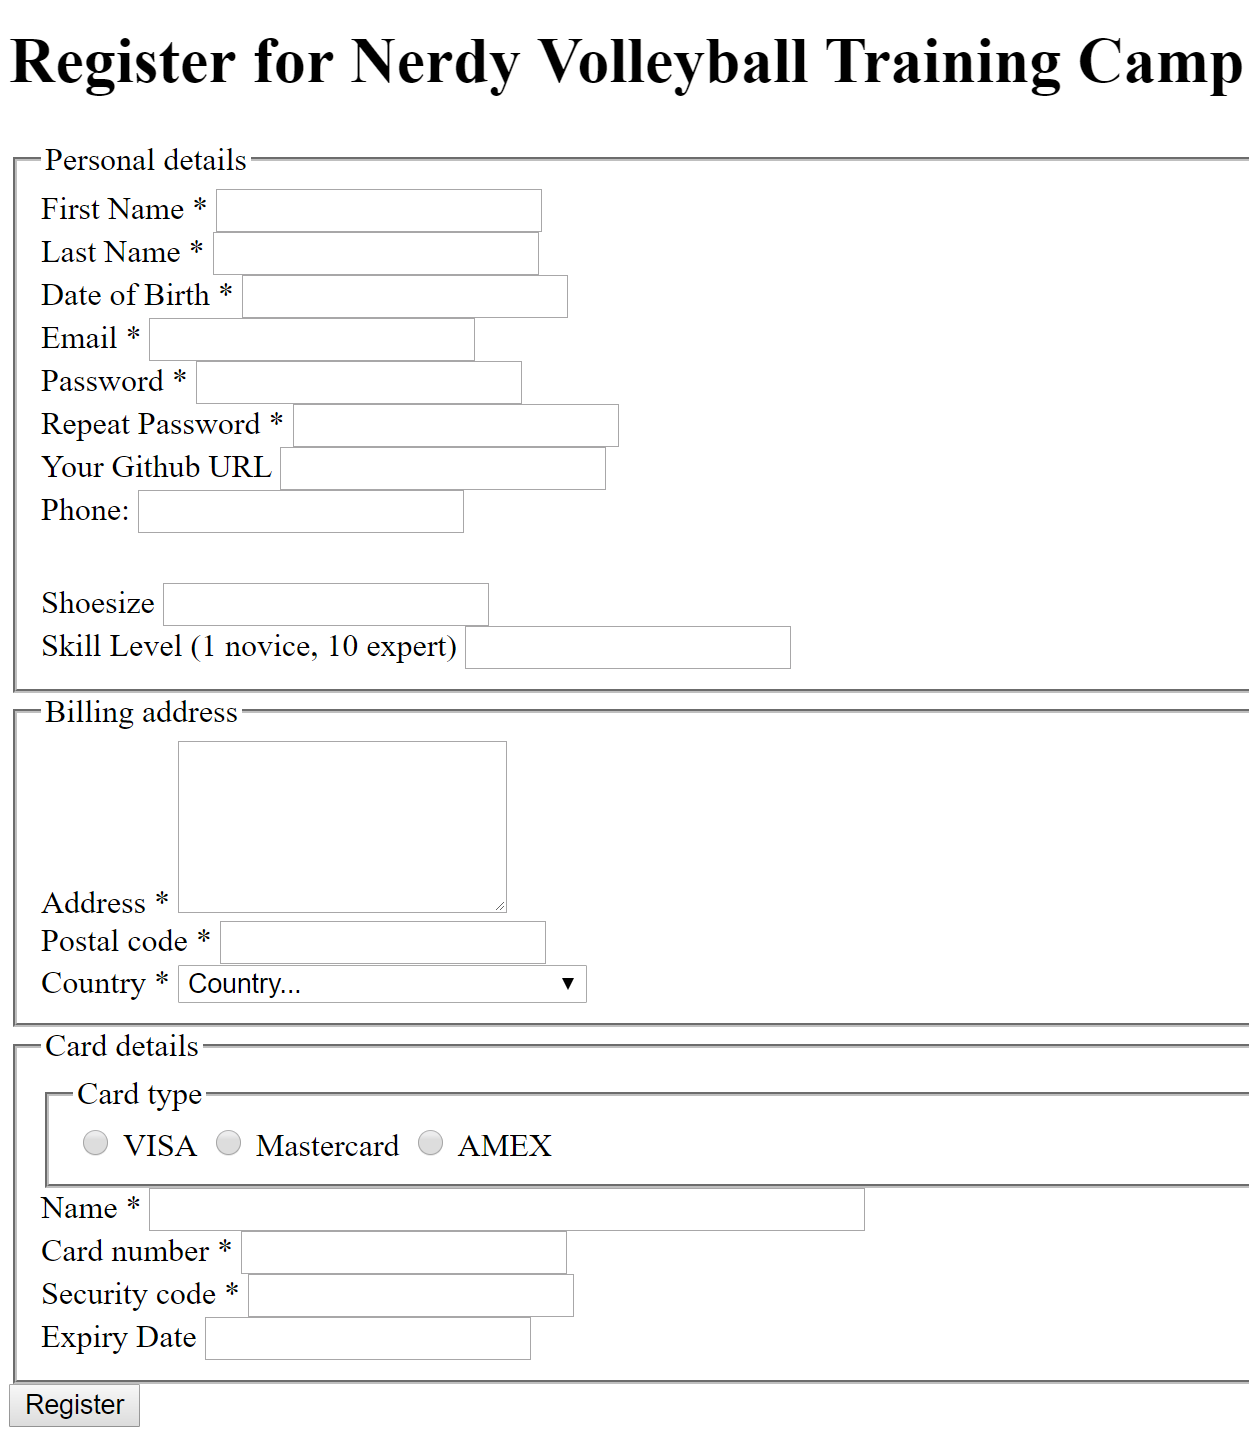 Register for Nerdy Volleyball Training Camp
Personal details
First Name *
Last Name *
Date of Birth *
Email *
Password *
Repeat Password *
Your Github URL
Phone:
Shoesize
Skill Level (1 novice, 10 expert)
Billing address
Address *
Postal code *
Country * Country...
Card details
Card type
VISA Mastercard AMEX
Name *
Card number *
Security code *
Expiry Date
Register